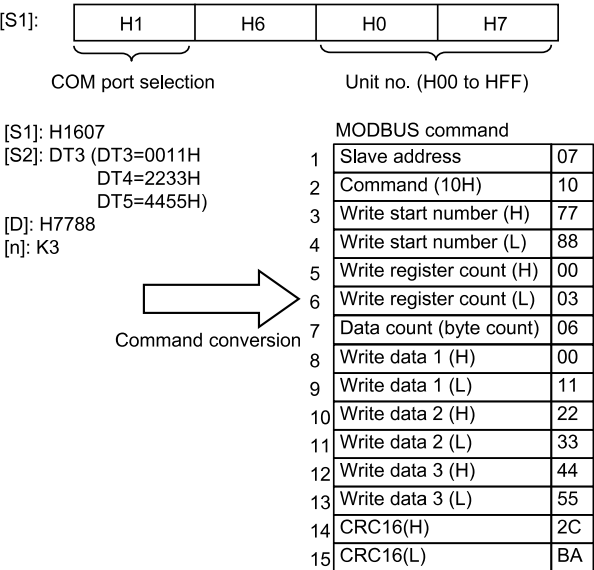 [S1]: H1 H6 H0 H7
COM port selection Unit no. (H00 to HFF)
[S1]: H1607
[S2]: DT3 (DT3=0011H
DT4=2233H
DT5=4455H)
[D]: H7788
[n]: K3
Command conversion
MODBUS command
1 Slave address 07
2 Command (10H) 10
3 Write start number (H) 77
4 Write start number (L) 88
5 Write register count (H) 00
6 Write register count (L) 03
7 Data count (byte count) 06
8 Write data 1 (H) 00
9 Write data 1 (L) 11
10 Write data 2 (H) 22
11 Write data 2 (L) 33
12 Write data 3 (H) 44
13 Write data 3 (L) 55
14 CRC16(H) 2C
15 CRC16(L) BA